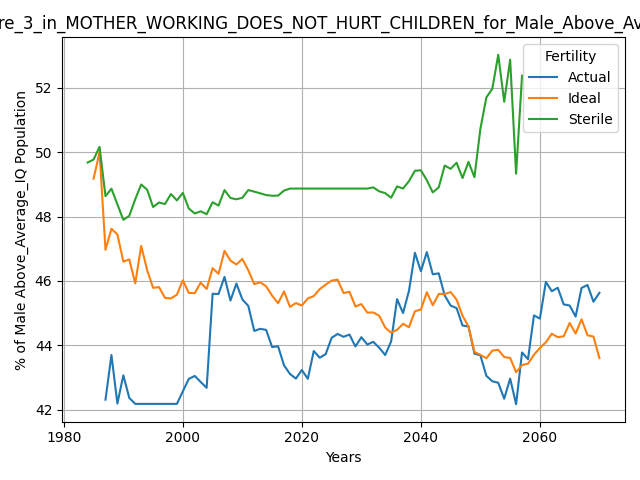 re_3_in_MOTHER_WORKING_DOES_NOT_HURT_CHILDREN_for_Male_Above_Av
Fertility
Actual
Ideal
Sterile
% of Male Above_Average_IQ Population
52
50
48
46
44
42
1980
2000
2020
2040
2060
Years